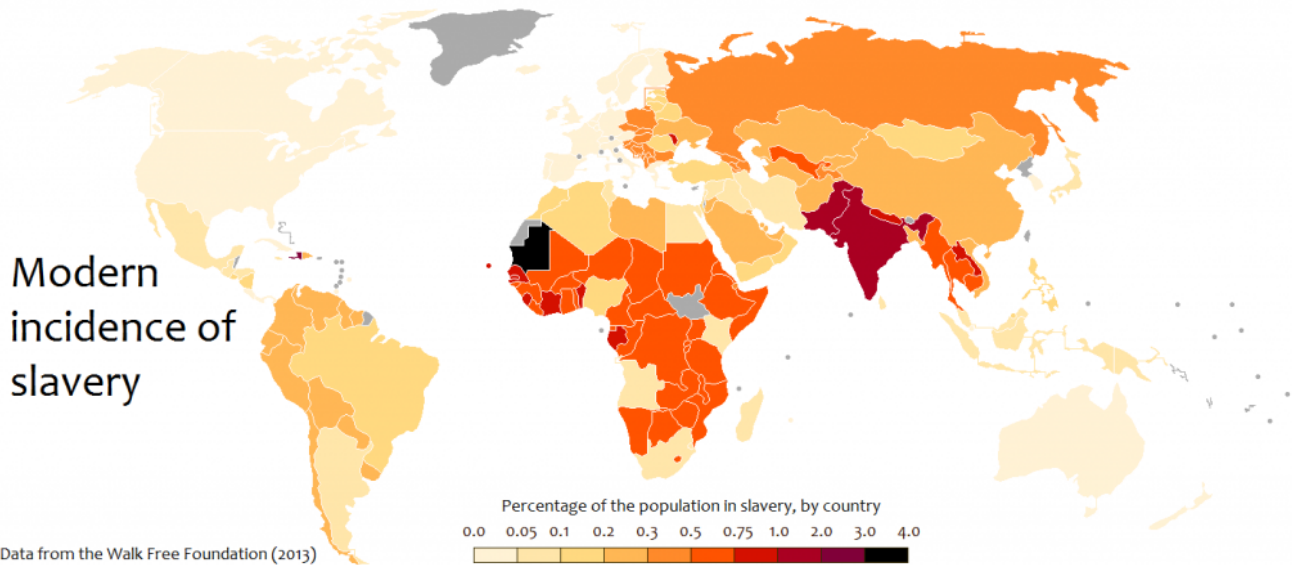 Modern
incidence of
slavery
Percentage of the population in slavery, by country
0.0 0.05 0.1 0.2 0.3 0.5 0.75 1.0 2.0 3.0 4.0
Data from the Walk Free Foundation (2013)